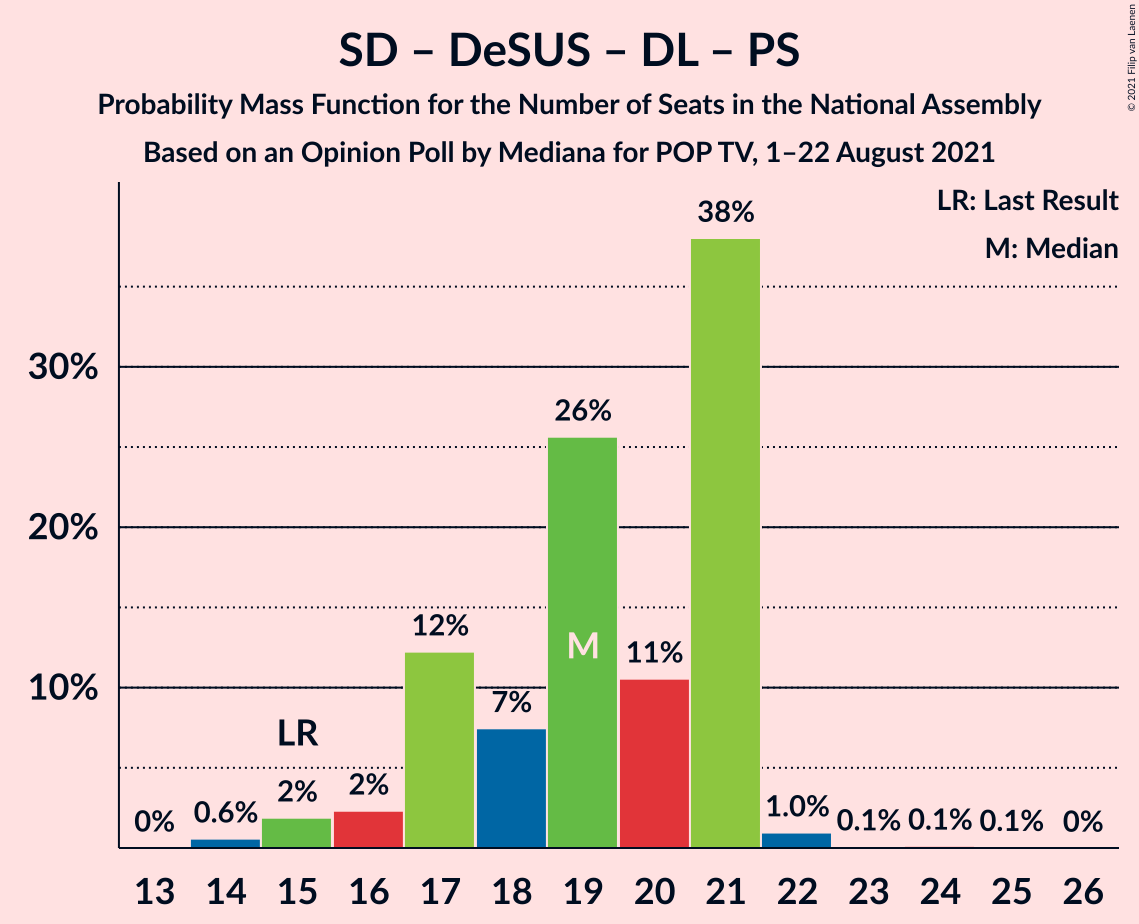 SD – DeSUS – DL – PS
Probability Mass Function for the Number of Seats in the National Assembly
Based on an Opinion Poll by Mediana for POP TV, 1–22 August 2021
© 2021 Filip van Laenen
LR: Last Result
M: Median
38%
30%
26%
20%
12%
M
11%
10%
7%
LR
2%
2%
0%
0.6%
1.0%
0.1%
0.1%
0.1%
0%
13 14 15 16 17 18 19 20 21 22 23 24 25 26